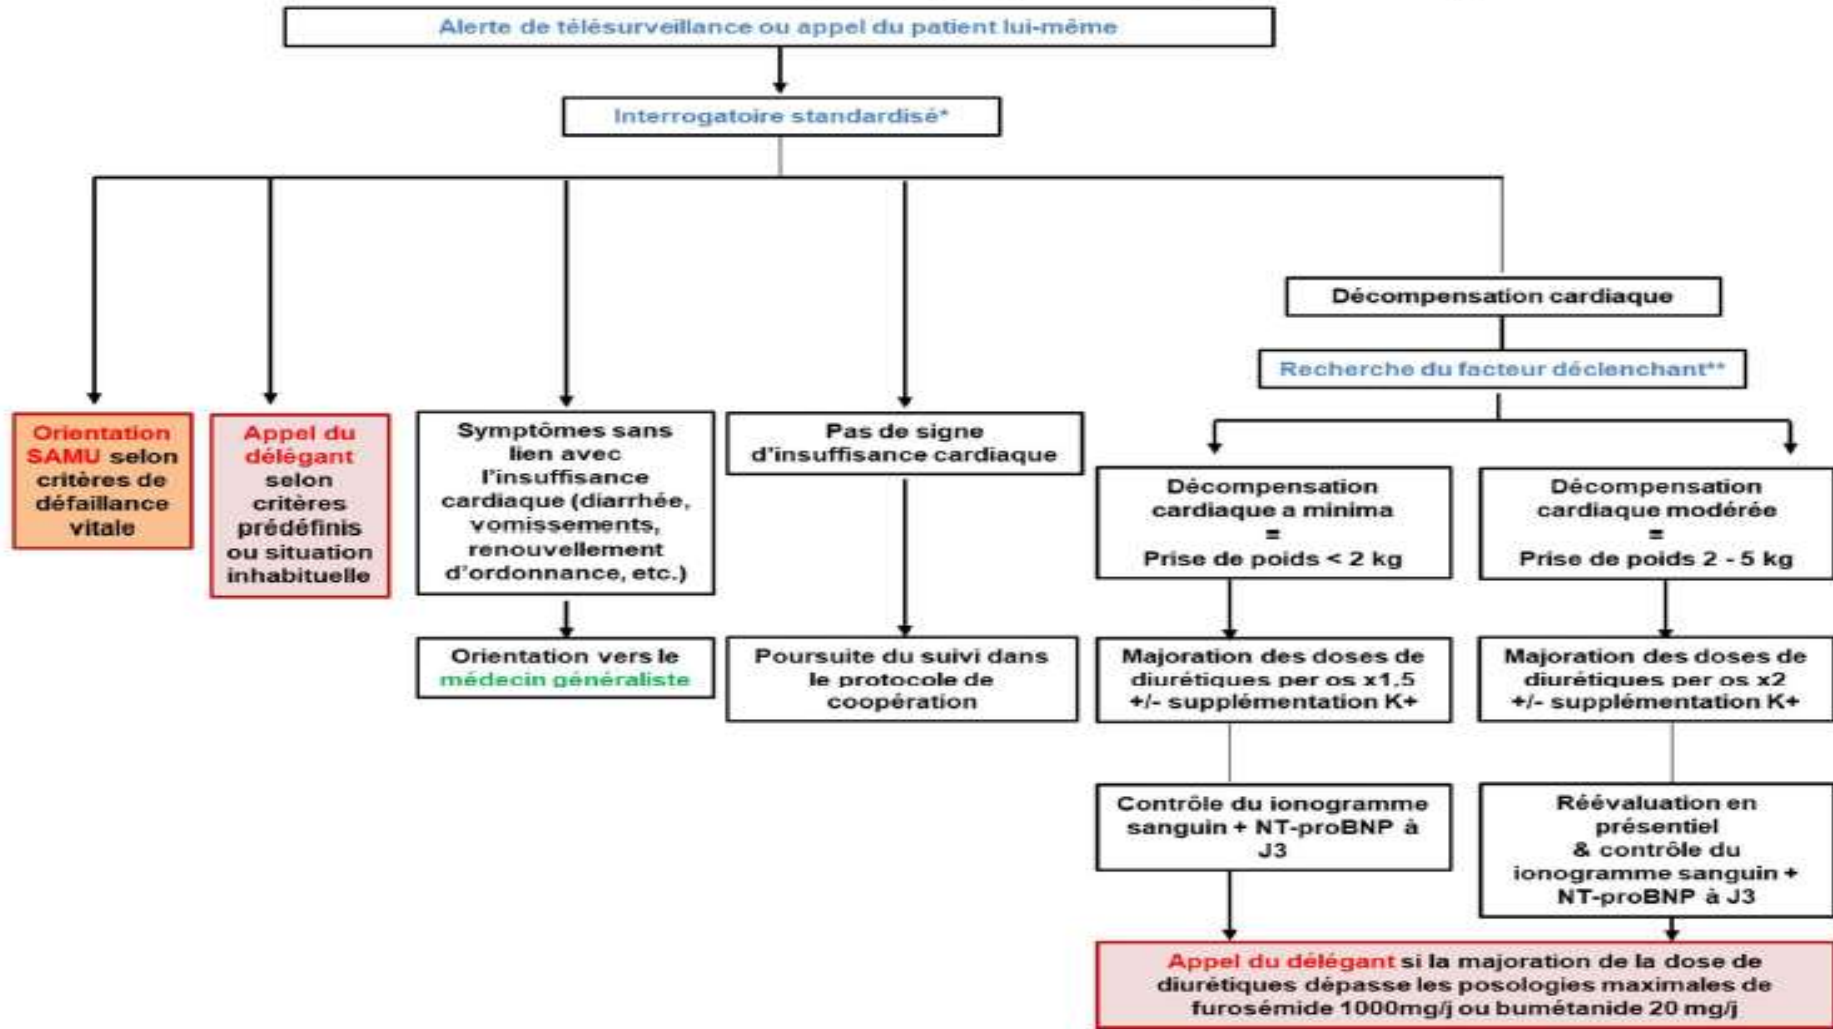 Alerte de télésurveillance ou appel du patient lui-même
Interrogatoire standardisé*
Décompensation cardiaque
Recherche du facteur déclenchant**
Orientation
SAMU selon
critères de
défaillance
vitale
Appel du
délégant
selon
critères
prédéfinis
ou situation
inhabituelle
Symptômes sans
lien avec
l'insuffisance
cardiaque (diarrhée,
vomissements,
renouvellement
d'ordonnance, etc.)
Pas de signe
d'insuffisance cardiaque
Décompensation
cardiaque a minima
=
Prise de poids < 2 kg
Décompensation
cardiaque modérée
=
Prise de poids 2 - 5 kg
Orientation vers le
médecin généraliste
Poursuite du suivi dans
le protocole de
coopération
Majoration des doses de
diurétiques per os x1,5
+/- supplémentation K+
Majoration des doses de
diurétiques per os x2
+/- supplémentation K+
Contrôle du ionogramme
sanguin + NT-proBNP à
J3
Réévaluation en
présentiel
& contrôle du
ionogramme sanguin +
NT-proBNP à J3
Appel du délégant si la majoration de la dose de
diurétiques dépasse les posologies maximales de
furosémide 1000mg/j ou bumétanide 20 mg/j